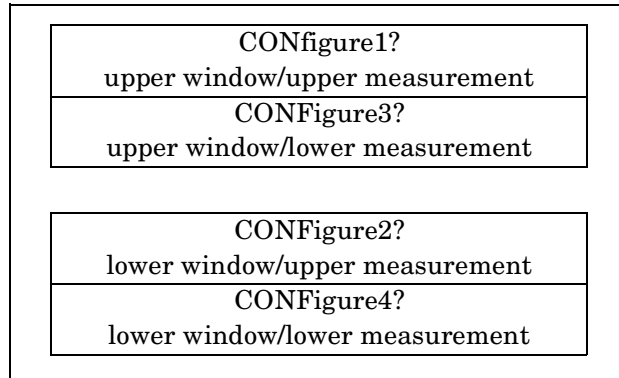 CONfigure1?
upper window/upper measurement
CONFigure3?
upper window/lower measurement
CONFigure2?
lower window/upper measurement
CONFigure4?
lower window/lower measurement